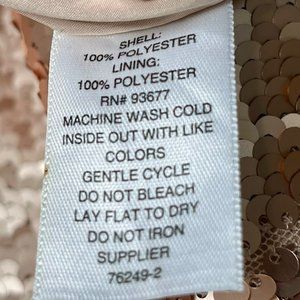 SHELL:
100% POLYESTER
LINING:
100% POLYESTER
RN# 93677
MACHINE WASH COLD
INSIDE OUT WITH LIKE
COLORS
GENTLE CYCLE
DO NOT BLEACH
LAY FLAT TO DRY
DO NOT IRON
SUPPLIER
76249-2